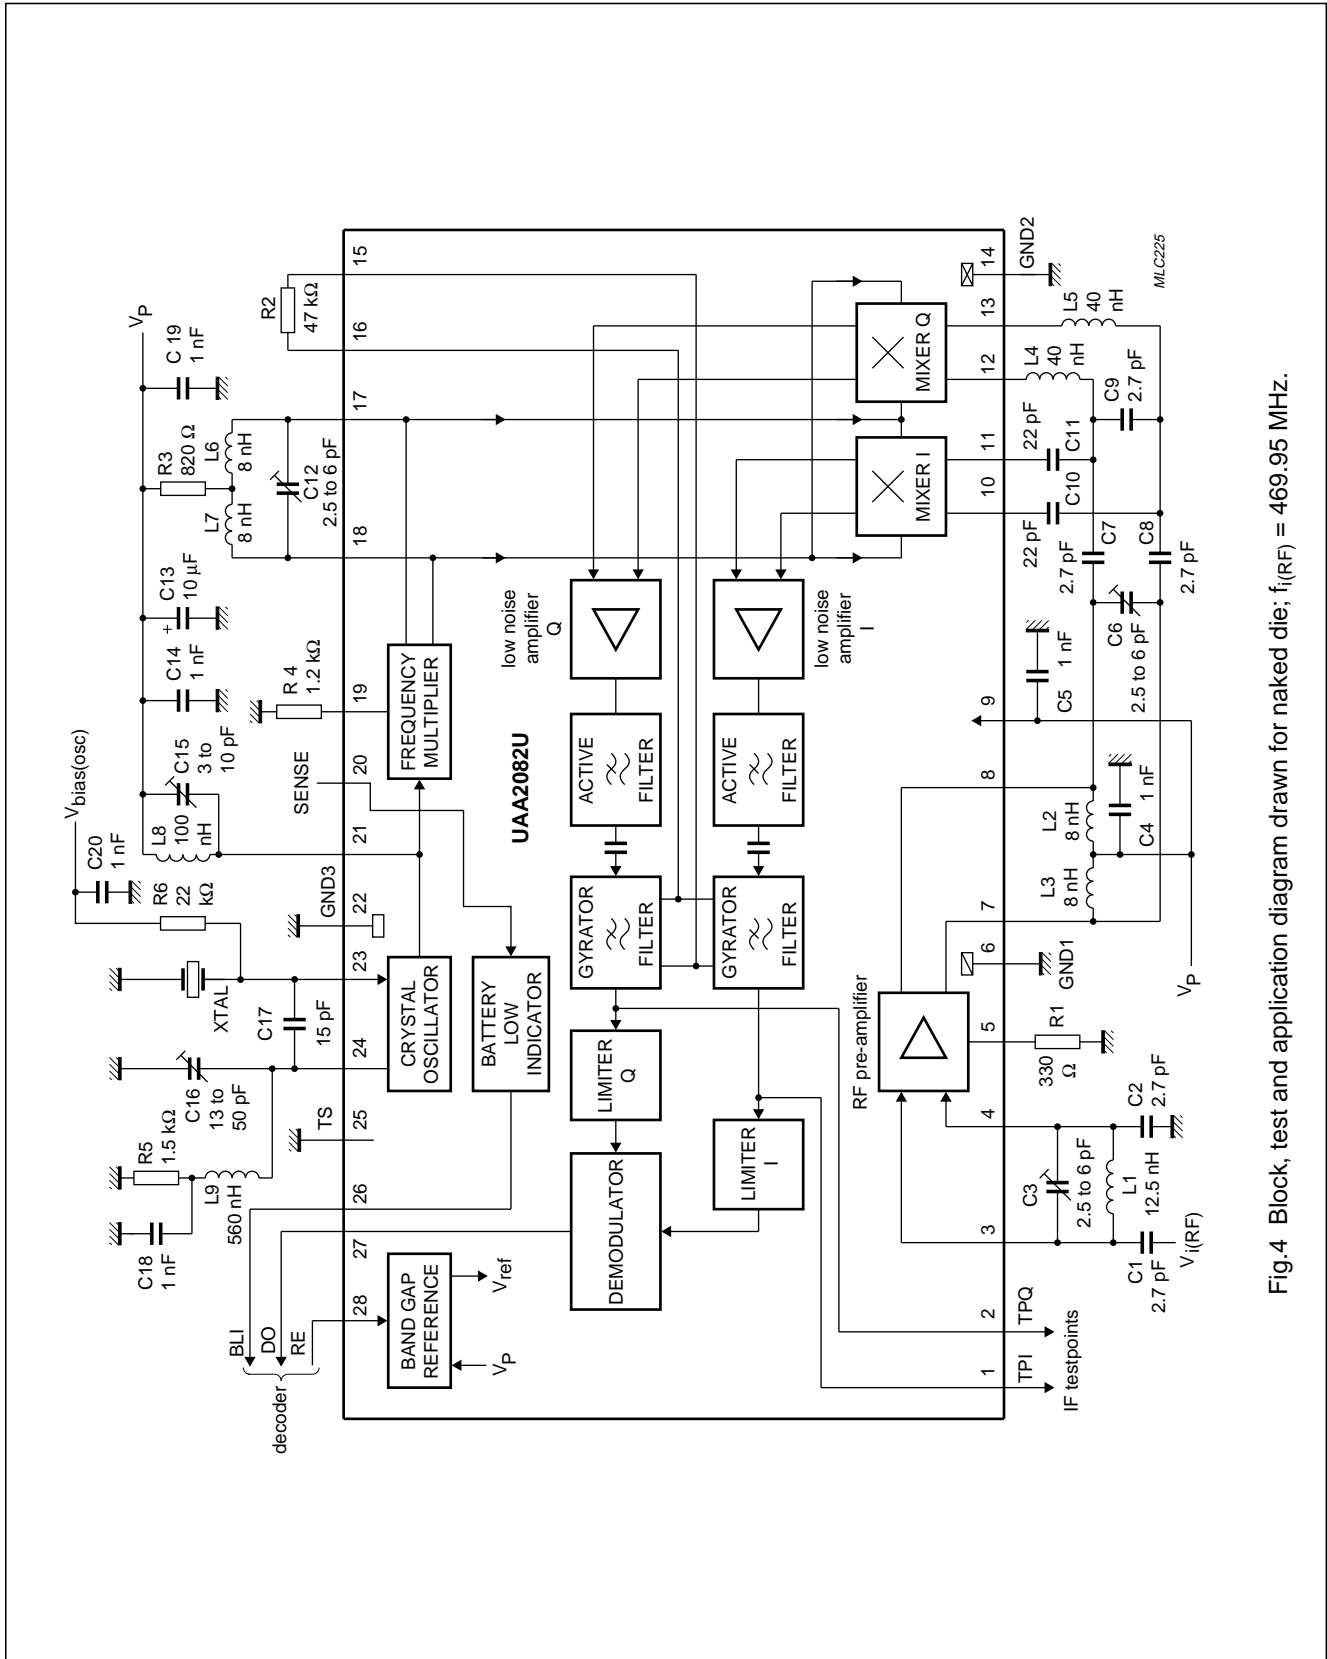 decoder
BLI
DO
RE
C18
1 nF
R5
1.5 kΩ
L9
560 nH
C16
13 to
50 pF
C17
15 pF
XTAL
R6
22
kΩ
C20
1 nF
Vbias(osc)
L8
100
nH
C15
3 to
10 pF
C14
1 nF
+
C13
10 μF
L7
8 nH
R3
820 Ω
L6
8 nH
C12
2.5 to 6 pF
C 19
1 nF
VP
R2
47 kΩ
R 4
1.2 kΩ
TS
GND3
SENSE
28
27
26
25
24
23
22
21
20
19
18
17
16
15
BAND GAP
REFERENCE
VP
Vref
CRYSTAL
OSCILLATOR
BATTERY
LOW
INDICATOR
FREQUENCY
MULTIPLIER
UAA2082U
DEMODULATOR
LIMITER
Q
GYRATOR
FILTER
ACTIVE
FILTER
low noise
amplifier
Q
LIMITER
I
GYRATOR
FILTER
ACTIVE
FILTER
low noise
amplifier
I
RF pre-amplifier
MIXER I
MIXER Q
1
2
3
4
5
6
7
8
9
10
11
12
13
14
TPI
TPQ
IF testpoints
C1
2.7 pF
Vi(RF)
C3
2.5 to 6 pF
L1
12.5 nH
C2
2.7 pF
330
Ω
R1
GND1
VP
L3
8 nH
L2
8 nH
C4
1 nF
C5
1 nF
C6
2.5 to 6 pF
2.7 pF
C7
C8
2.7 pF
22 pF
C10
22 pF
C11
C9
2.7 pF
L4
40
nH
L5
40
nH
GND2
MLC225
Fig.4 Block, test and application diagram drawn for naked die; fi(RF) = 469.95 MHz.